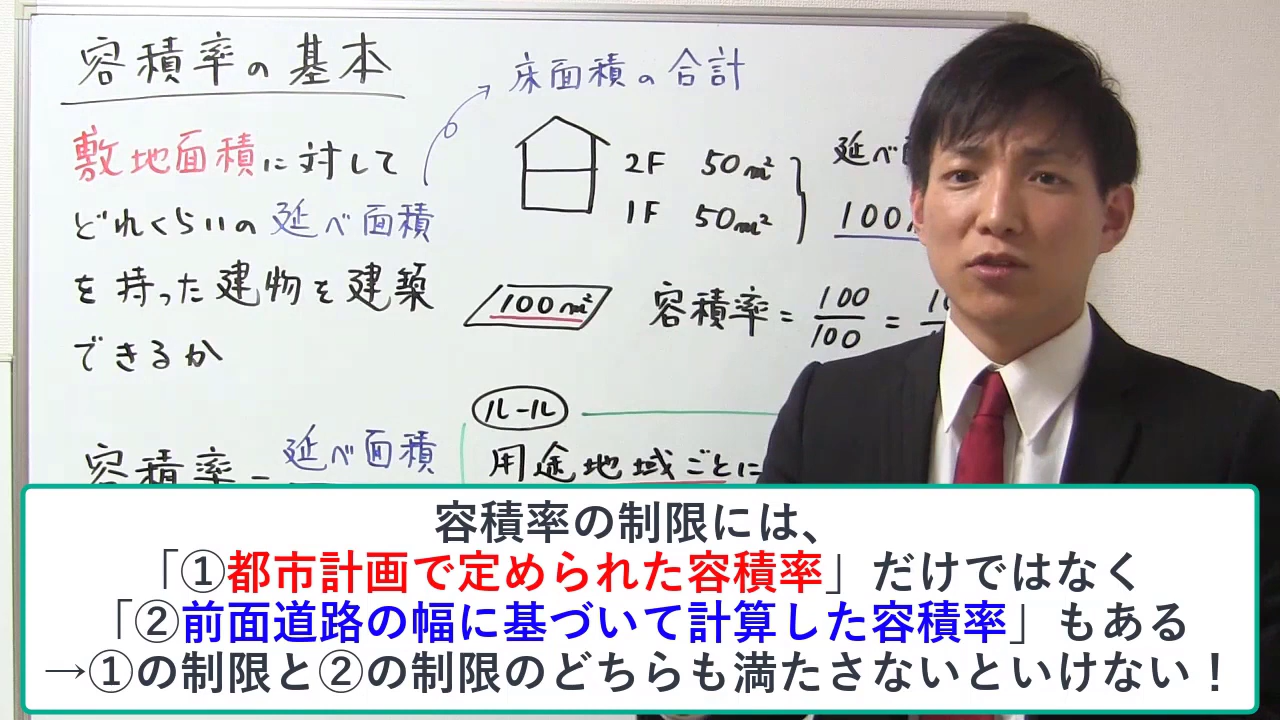 容積率の基本
敷地面積に対して
どれくらいの延べ面積
を持った建物を建築
できるか
容積率=
延べ面積
床面積の合計
2F 50m²
1F 50m²
延べ
100
100m²
容積率=100/100=
ルール
用途地域ごとに
容積率の制限には、
「①都市計画で定められた容積率」だけではなく
「②前面道路の幅に基づいて計算した容積率」もある
→①の制限と②の制限のどちらも満たさないといけない！